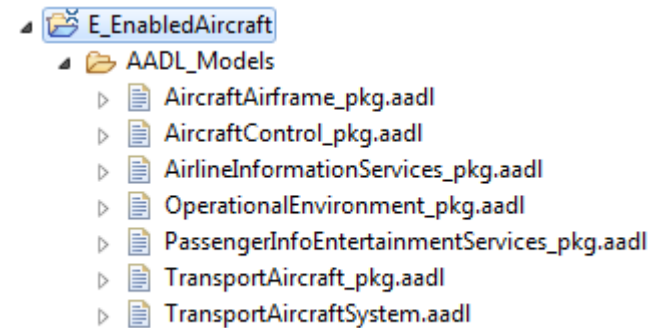 E_EnabledAircraft
AADL_Models
AircraftAirframe_pkg.aadl
AircraftControl_pkg.aadl
AirlineInformationServices_pkg.aadl
OperationalEnvironment_pkg.aadl
PassengerInfoEntertainmentServices_pkg.aadl
TransportAircraft_pkg.aadl
TransportAircraftSystem.aadl